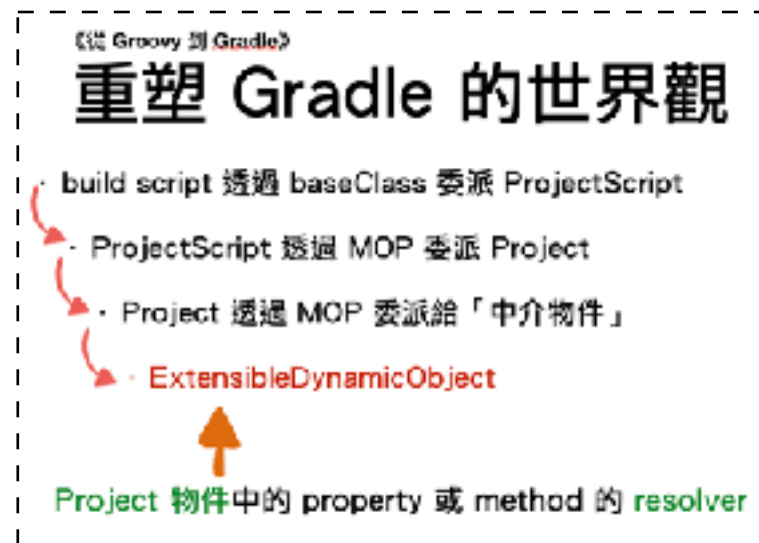 《從 Groovy 到 Gradle》
重塑 Gradle 的世界觀
· build script 透過 baseClass 委派 ProjectScript
· ProjectScript 透過 MOP 委派 Project
· Project 透過 MOP 委派給「中介物件」
· ExtensibleDynamicObject
Project 物件中的 property 或 method 的 resolver